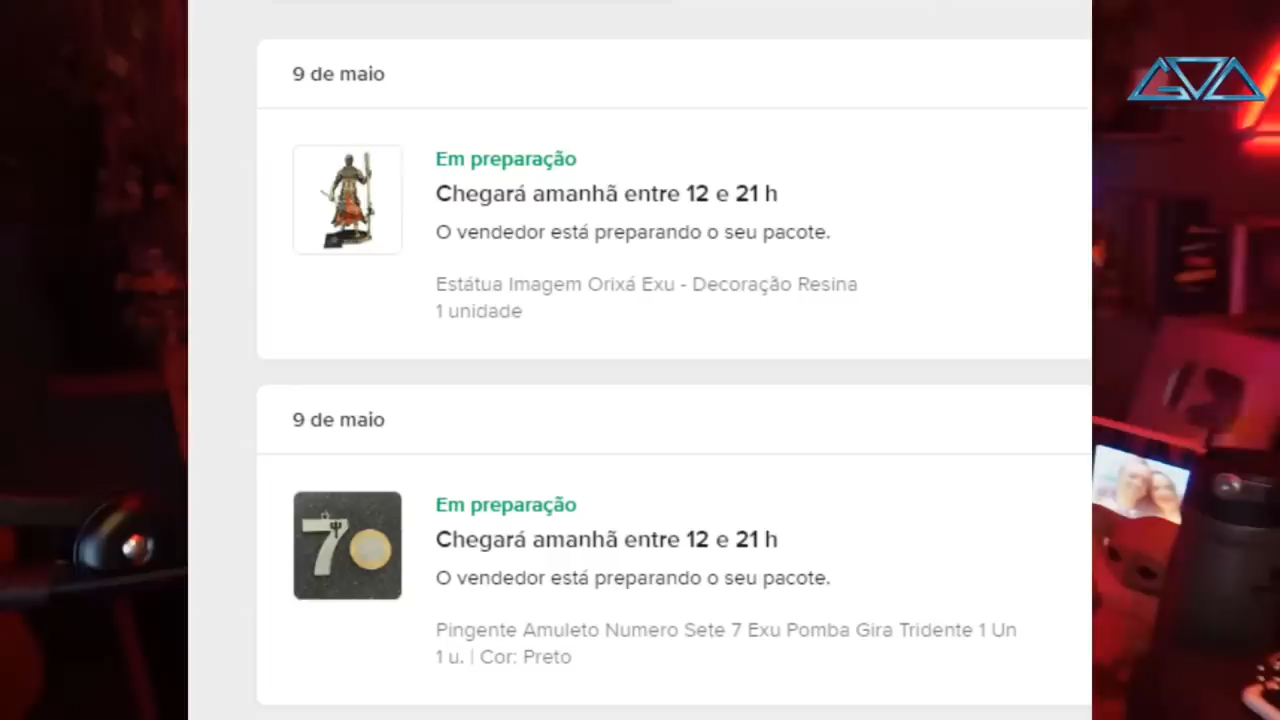 9 de maio
Em preparação
Chegará amanhã entre 12 e 21 h
O vendedor está preparando o seu pacote.
Estátua Imagem Orixá Exu - Decoração Resina
1 unidade
9 de maio
7
Em preparação
Chegará amanhã entre 12 e 21 h
O vendedor está preparando o seu pacote.
Pingente Amuleto Numero Sete 7 Exu Pomba Gira Tridente 1 Un
1 u. | Cor: Preto